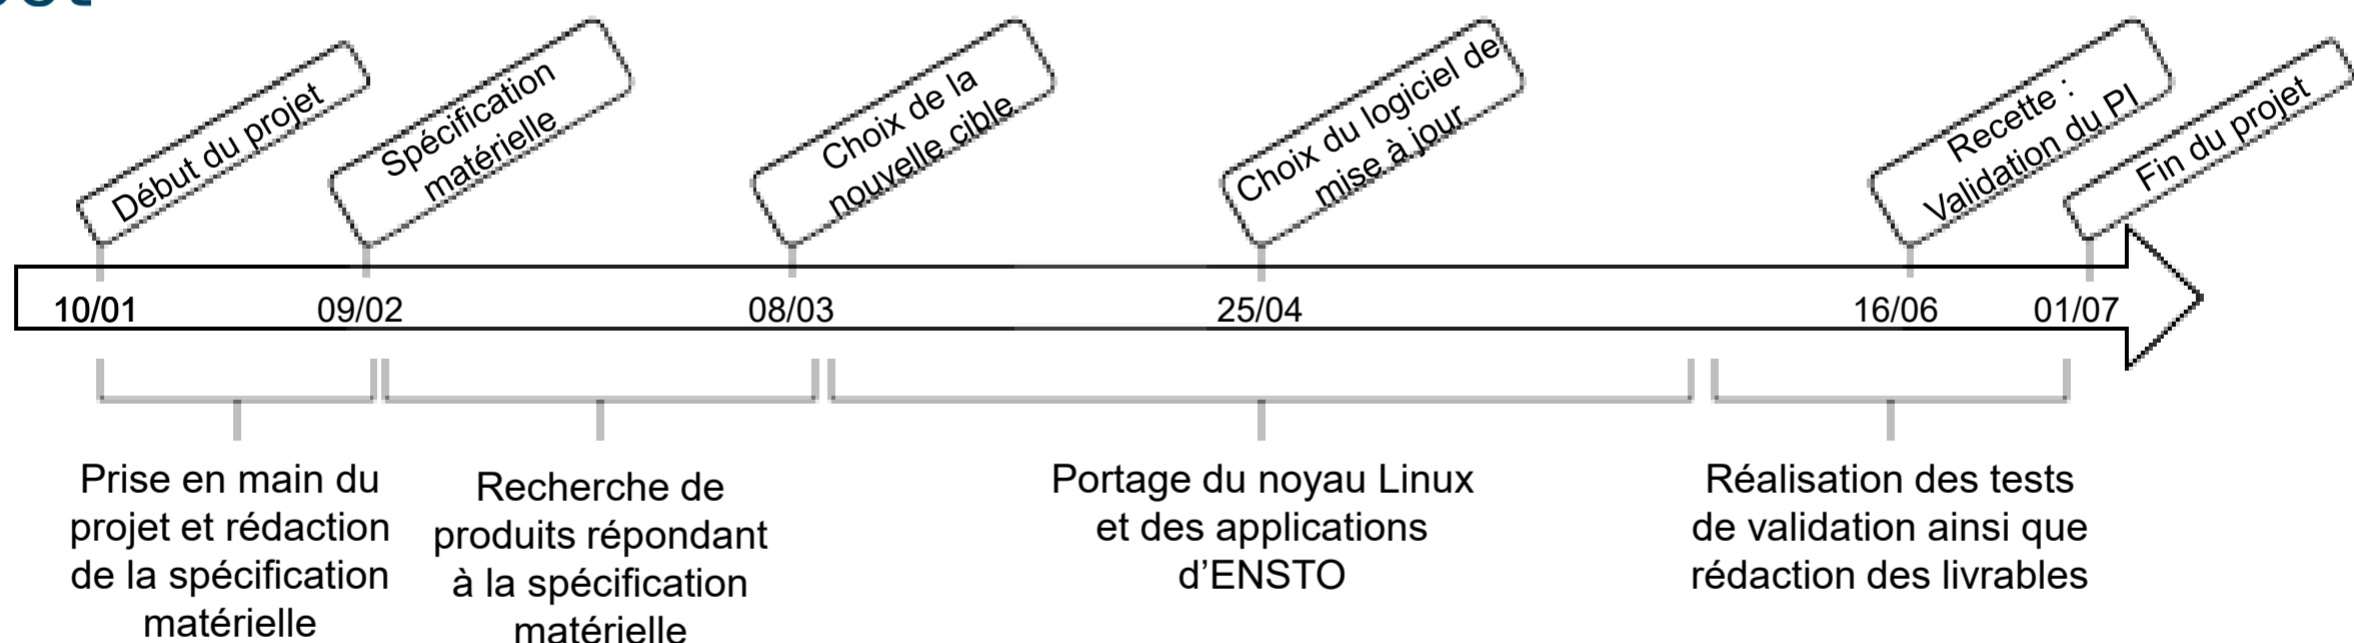 Début du projet
Spécification
matérielle
Choix de la
nouvelle cible
Choix du logiciel de
mise à jour
Recette :
Validation du PI
Fin du projet
10/01
09/02
08/03
25/04
16/06
01/07
Prise en main du
projet et rédaction
de la spécification
matérielle
Recherche de
produits répondant
à la spécification
matérielle
Portage du noyau Linux
et des applications
d’ENSTO
Réalisation des tests
de validation ainsi que
rédaction des livrables